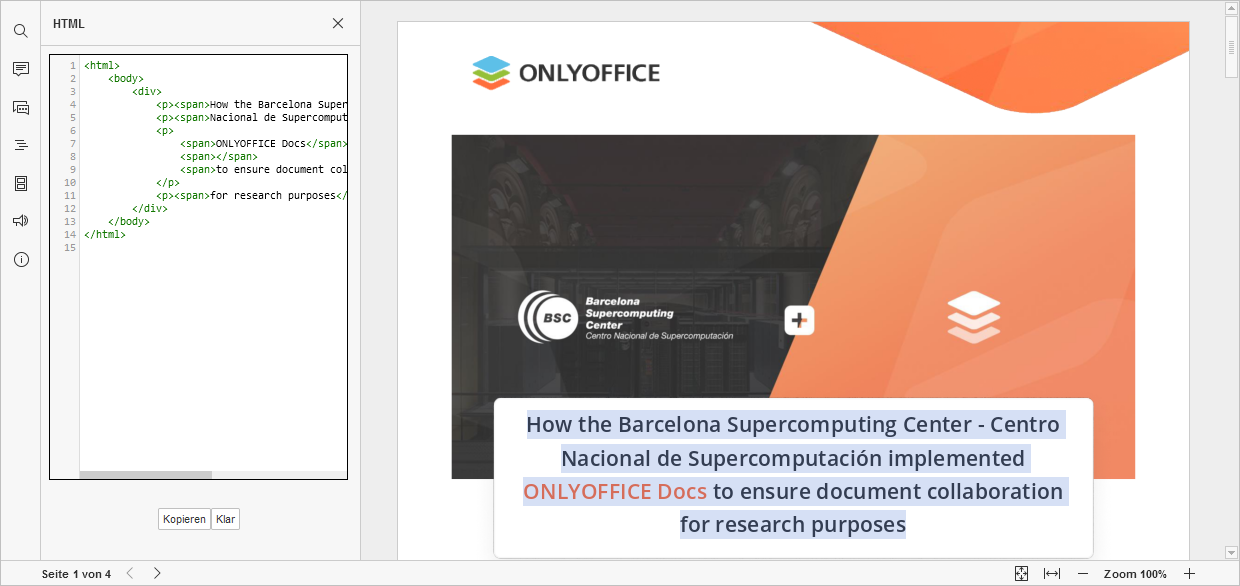 HTML
1 <html>
2 <body>
3 <div>
4 <p><span>How the Barcelona Super
5 <p><span>Nacional de Supercomput
6 <p>
7 <span>ONLYOFFICE Docs</span>
8 <span></span>
9 <span>to ensure document col
10 </p>
11 <p><span>for research purposes</
12 </div>
13 </body>
14 </html>
15
Kopieren Klar
ONLYOFFICE
BSC
Barcelona
Supercomputing
Center
Centro Nacional de Supercomputación
How the Barcelona Supercomputing Center - Centro
Nacional de Supercomputación implemented
ONLYOFFICE Docs to ensure document collaboration
for research purposes
Seite 1 von 4
Zoom 100%